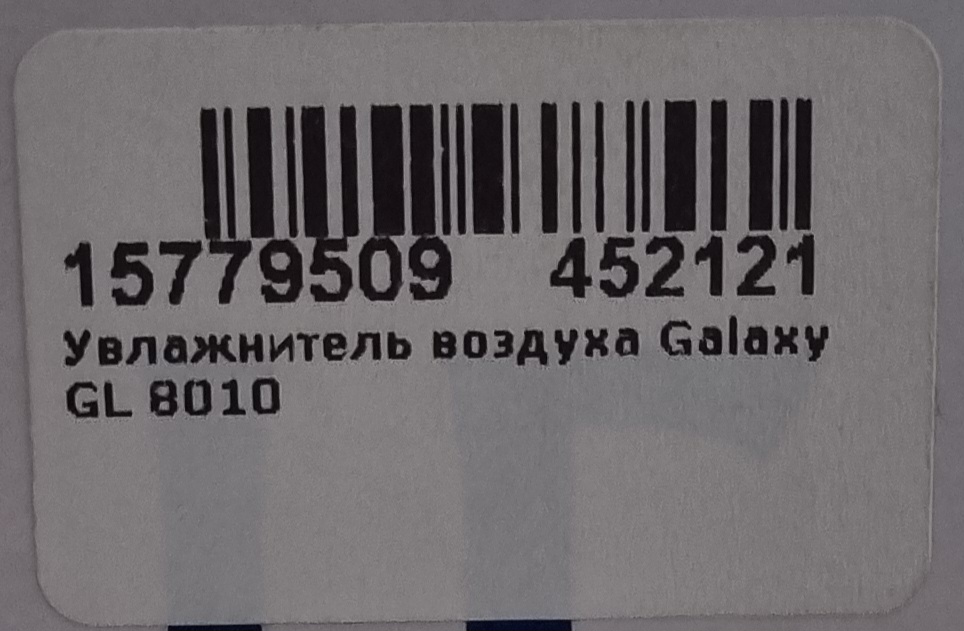 15779509 452121
Увлажнитель воздуха Galaxy
GL 8010